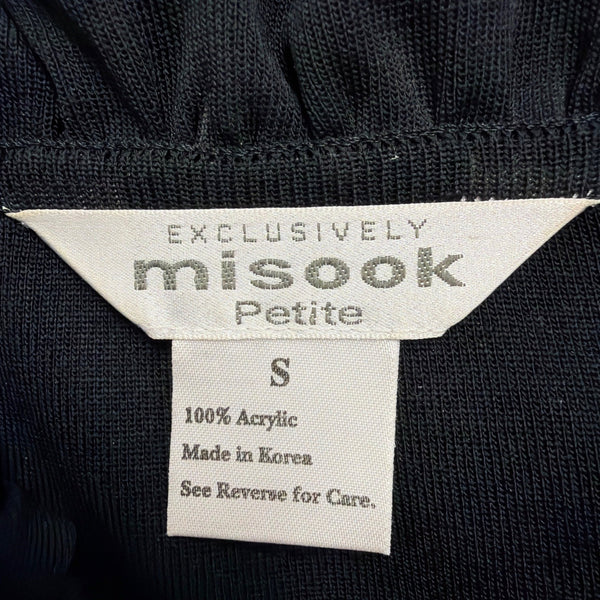 EXCLUSIVELY
misook
Petite
S
100% Acrylic
Made in Korea
See Reverse for Care.